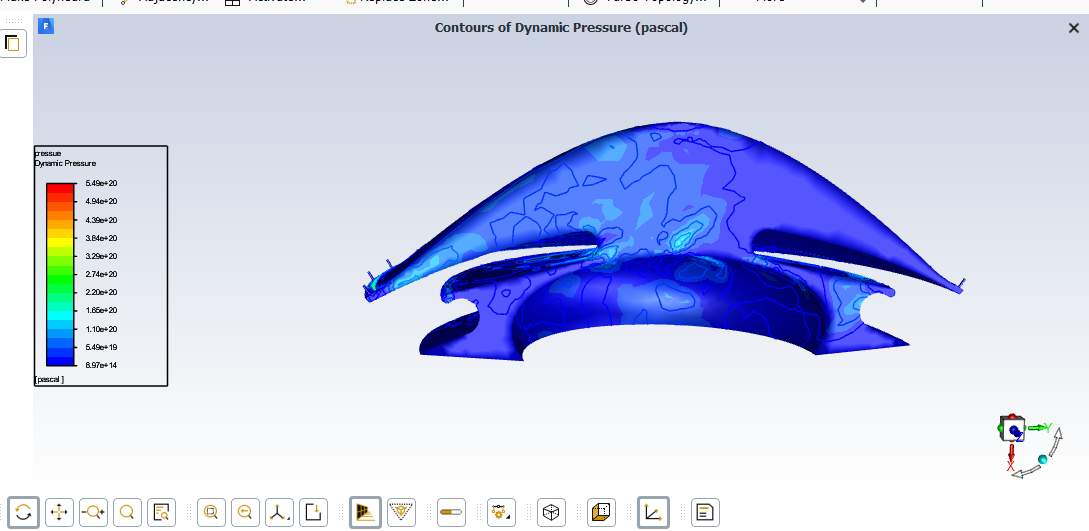 F
Contours of Dynamic Pressure (pascal)
pressue
Dynamic Pressure
5.49e+20
4.94e+20
4.39e+20
3.84e+20
3.29e+20
2.74e+20
2.20e+20
1.65e+20
1.10e+20
5.49e+19
8.97e+14
[pascal ]
Y
Z
X